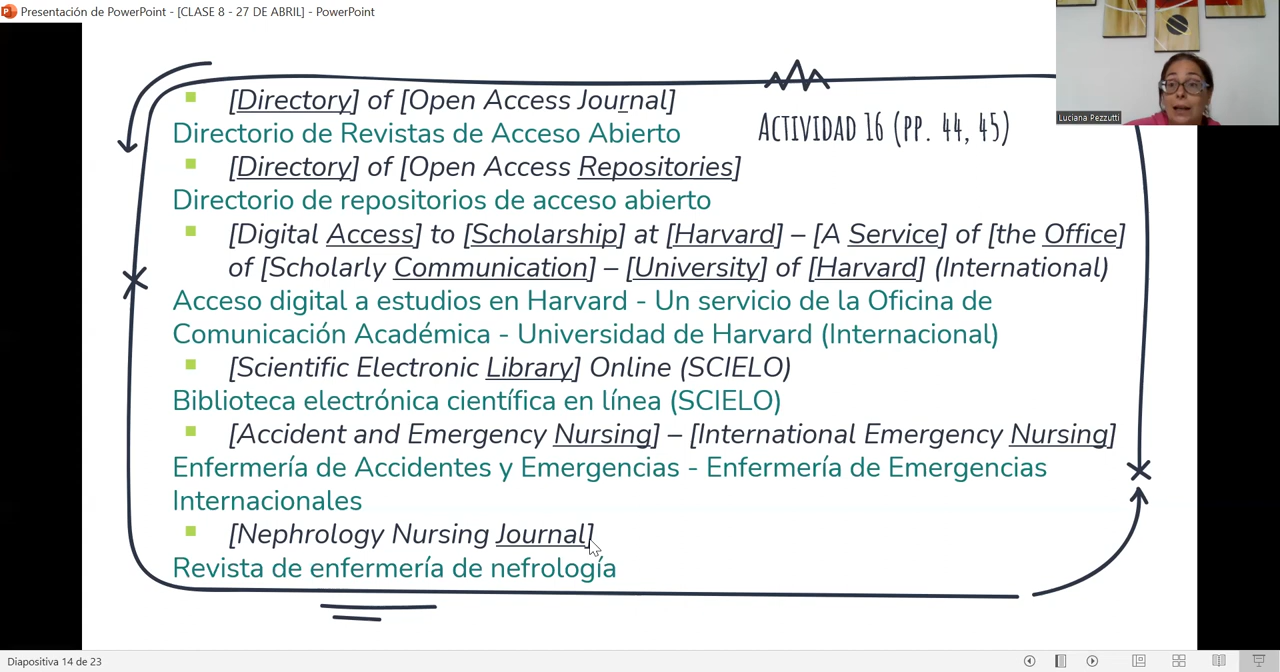 Presentación de PowerPoint - [CLASE 8 - 27 DE ABRIL] - PowerPoint
Luciana Pezzutti
ACTIVIDAD 16 (PP. 44, 45)
[Directory] of [Open Access Journal]
Directorio de Revistas de Acceso Abierto
[Directory] of [Open Access Repositories]
Directorio de repositorios de acceso abierto
[Digital Access] to [Scholarship] at [Harvard] – [A Service] of [the Office]
of [Scholarly Communication] – [University] of [Harvard] (International)
Acceso digital a estudios en Harvard - Un servicio de la Oficina de
Comunicación Académica - Universidad de Harvard (Internacional)
[Scientific Electronic Library] Online (SCIELO)
Biblioteca electrónica científica en línea (SCIELO)
[Accident and Emergency Nursing] – [International Emergency Nursing]
Enfermería de Accidentes y Emergencias - Enfermería de Emergencias
Internacionales
[Nephrology Nursing Journal]
Revista de enfermería de nefrología
Diapositiva 14 de 23